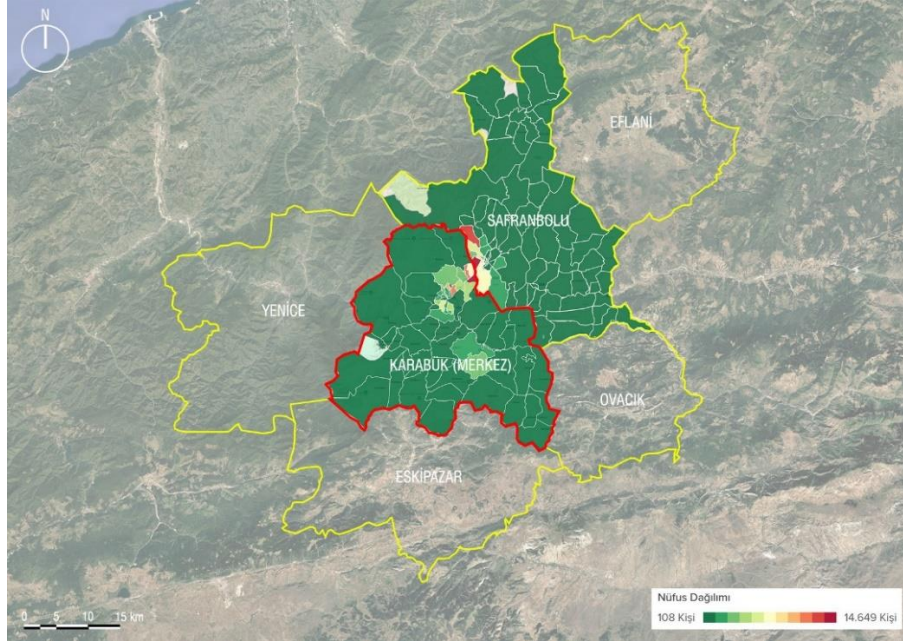 N
EFLANİ
SAFRANBOLU
YENİCE
KARABÜK (MERKEZ)
OVACIK
ESKİPAZAR
0 5 10 15 km
Nüfus Dağılımı
108 Kişi 14.649 Kişi